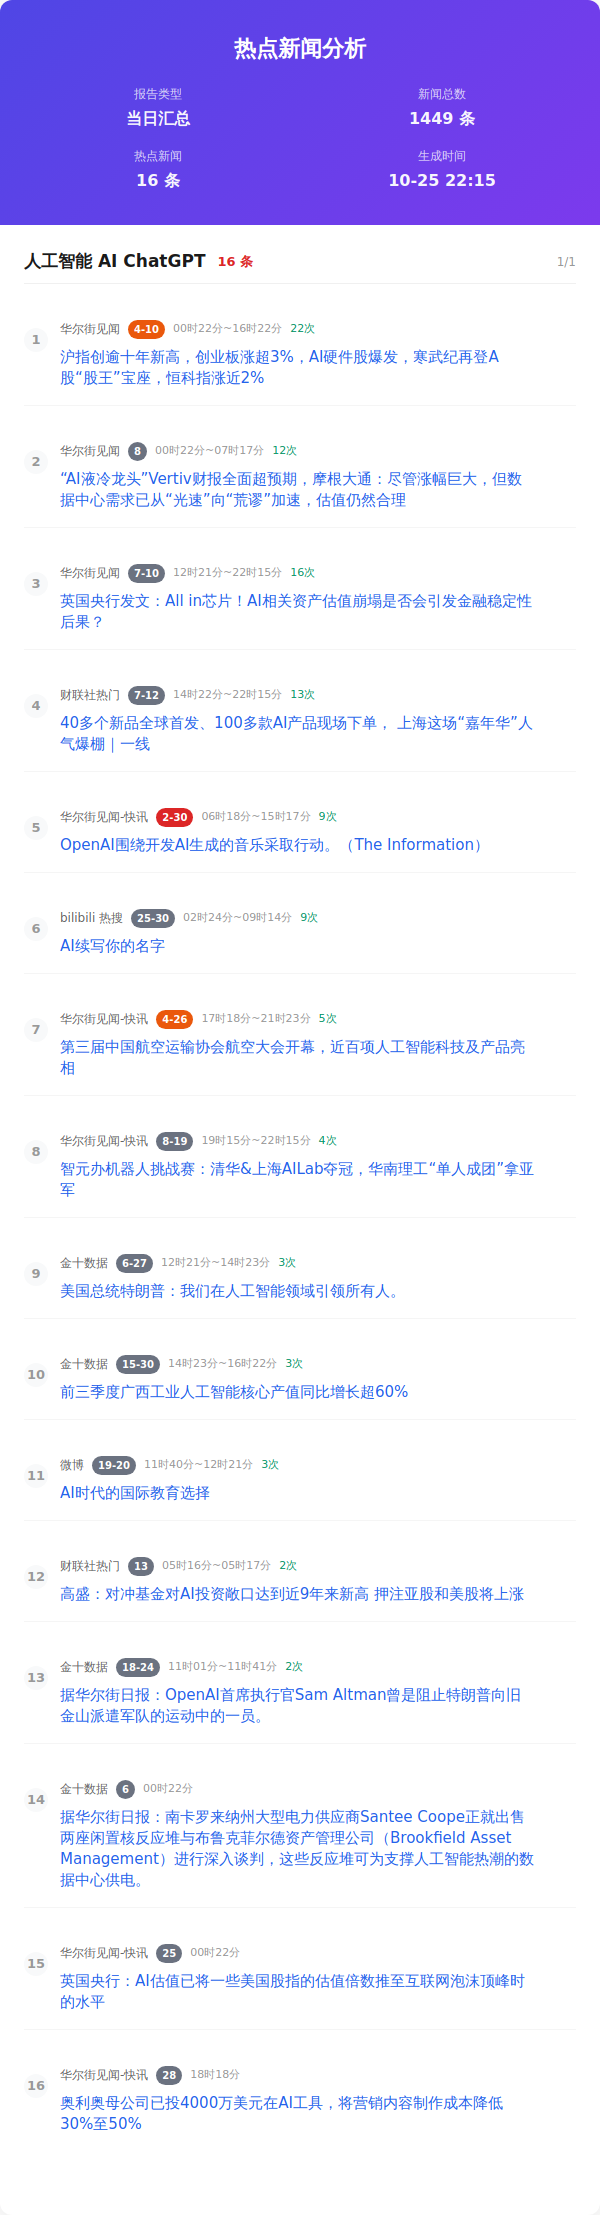 热点新闻分析
报告类型
当日汇总
新闻总数
1449 条
热点新闻
16 条
生成时间
10-25 22:15
人工智能 AI ChatGPT 16 条 1/1
1 华尔街见闻 4-10 00时22分~16时22分 22次
沪指创逾十年新高，创业板涨超3%，AI硬件股爆发，寒武纪再登A
股“股王”宝座，恒科指涨近2%
2 华尔街见闻 8 00时22分~07时17分 12次
“AI液冷龙头”Vertiv财报全面超预期，摩根大通：尽管涨幅巨大，但数
据中心需求已从“光速”向“荒谬”加速，估值仍然合理
3 华尔街见闻 7-10 12时21分~22时15分 16次
英国央行发文：All in芯片！AI相关资产估值崩塌是否会引发金融稳定性
后果？
4 财联社热门 7-12 14时22分~22时15分 13次
40多个新品全球首发、100多款AI产品现场下单， 上海这场“嘉年华”人
气爆棚｜一线
5 华尔街见闻-快讯 2-30 06时18分~15时17分 9次
OpenAI围绕开发AI生成的音乐采取行动。（The Information）
6 bilibili 热搜 25-30 02时24分~09时14分 9次
AI续写你的名字
7 华尔街见闻-快讯 4-26 17时18分~21时23分 5次
第三届中国航空运输协会航空大会开幕，近百项人工智能科技及产品亮
相
8 华尔街见闻-快讯 8-19 19时15分~22时15分 4次
智元办机器人挑战赛：清华&上海AILab夺冠，华南理工“单人成团”拿亚
军
9 金十数据 6-27 12时21分~14时23分 3次
美国总统特朗普：我们在人工智能领域引领所有人。
10 金十数据 15-30 14时23分~16时22分 3次
前三季度广西工业人工智能核心产值同比增长超60%
11 微博 19-20 11时40分~12时21分 3次
AI时代的国际教育选择
12 财联社热门 13 05时16分~05时17分 2次
高盛：对冲基金对AI投资敞口达到近9年来新高 押注亚股和美股将上涨
13 金十数据 18-24 11时01分~11时41分 2次
据华尔街日报：OpenAI首席执行官Sam Altman曾是阻止特朗普向旧
金山派遣军队的运动中的一员。
14 金十数据 6 00时22分
据华尔街日报：南卡罗来纳州大型电力供应商Santee Coope正就出售
两座闲置核反应堆与布鲁克菲尔德资产管理公司（Brookfield Asset
Management）进行深入谈判，这些反应堆可为支撑人工智能热潮的数
据中心供电。
15 华尔街见闻-快讯 25 00时22分
英国央行：AI估值已将一些美国股指的估值倍数推至互联网泡沫顶峰时
的水平
16 华尔街见闻-快讯 28 18时18分
奥利奥母公司已投4000万美元在AI工具，将营销内容制作成本降低
30%至50%